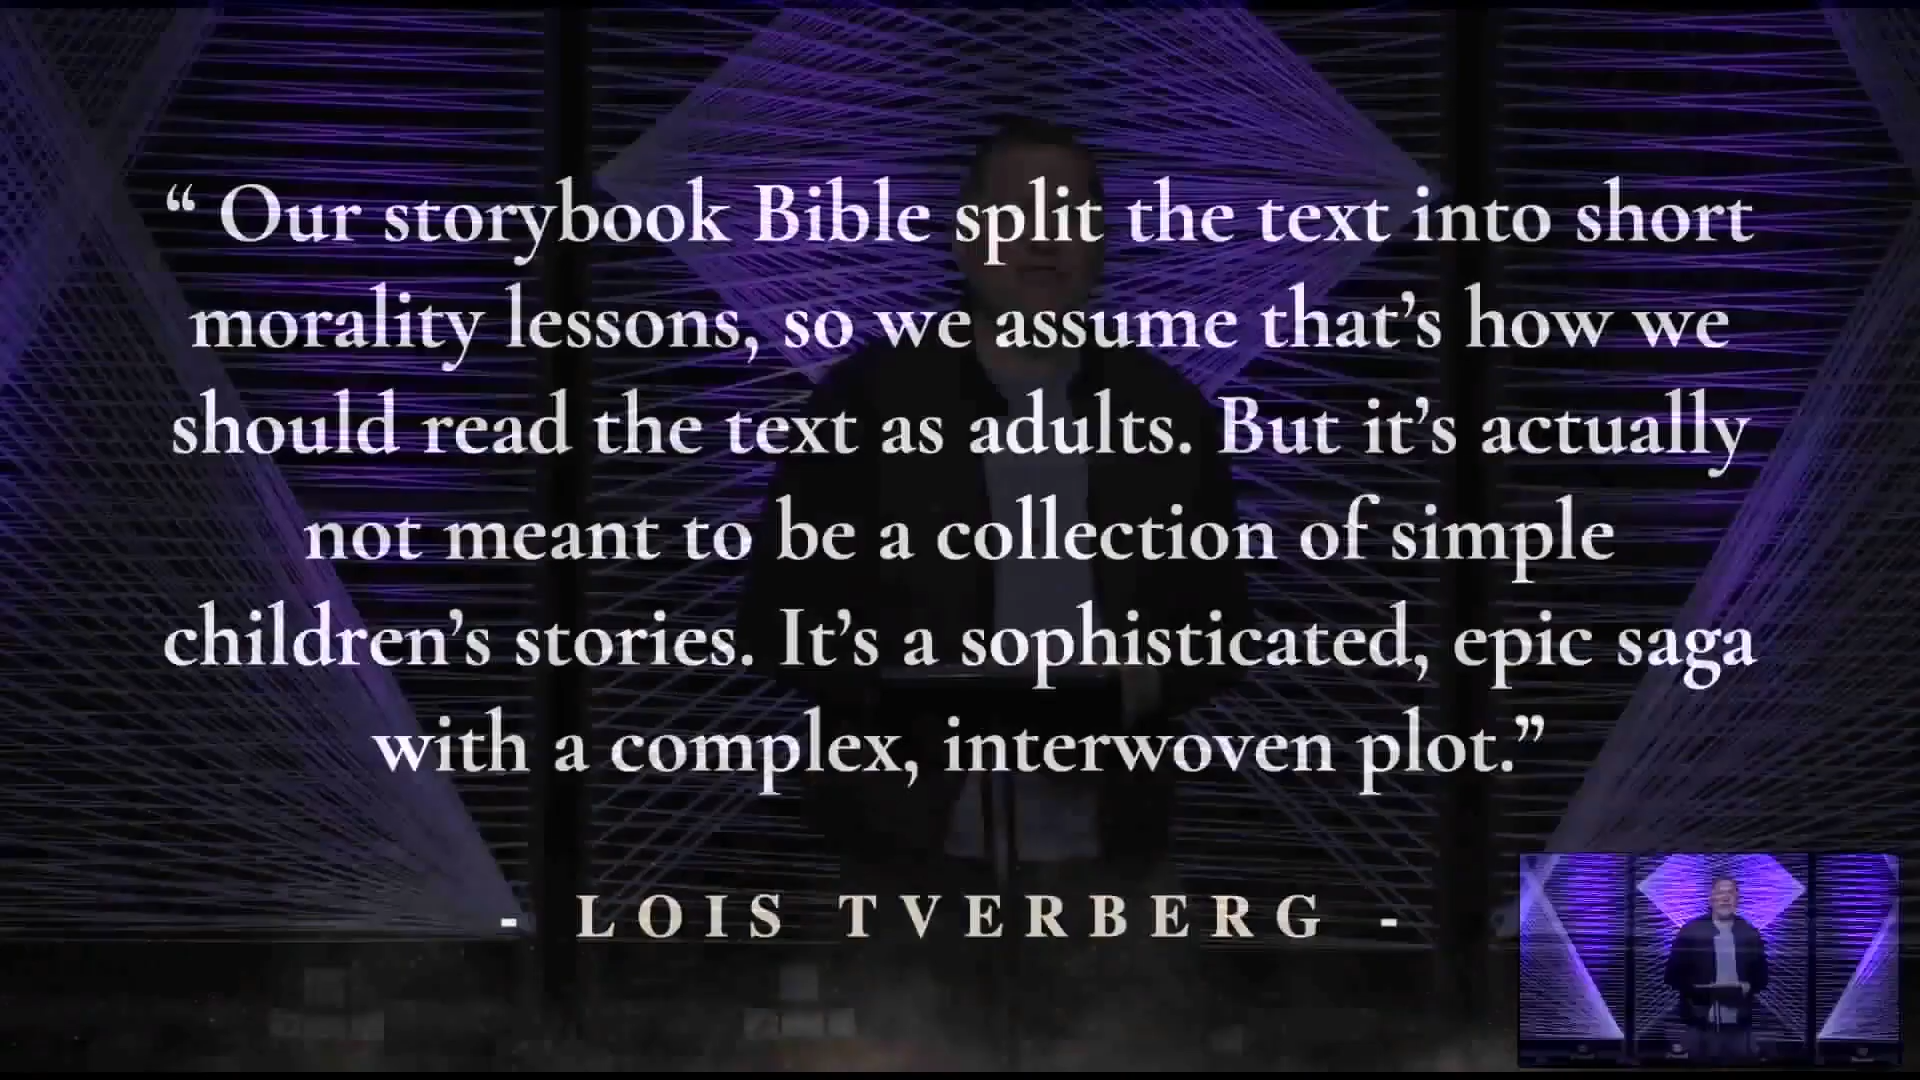 “ Our storybook Bible split the text into short
morality lessons, so we assume that’s how we
should read the text as adults. But it’s actually
not meant to be a collection of simple
children’s stories. It’s a sophisticated, epic saga
with a complex, interwoven plot.”
- LOIS TVERBERG -